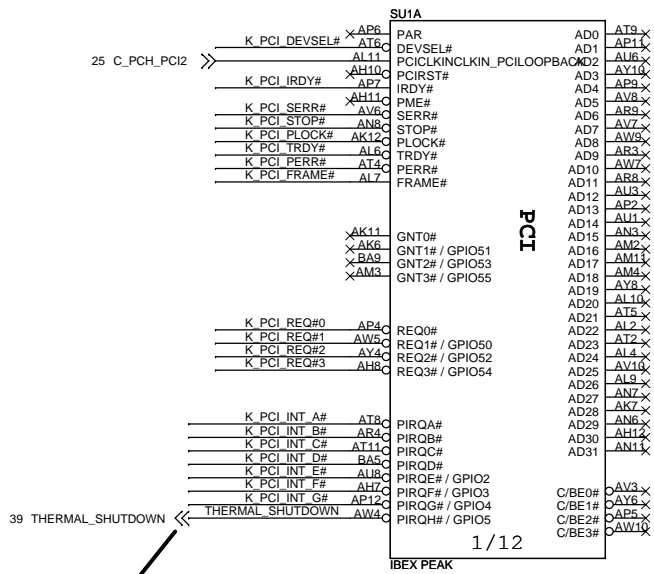 SU1A
AP6 PAR AD0 AT9
K_PCI_DEVSEL# AT6 DEVSEL# AD1 AP11
25 C_PCH_PCI2 AL11 PCICLKINCLKIN_PCILOOPBACK AD2 AU6
AH10 PCIRST# AD3 AY10
K_PCI_IRDY# AP7 IRDY# AD4 AP9
AH11 PME# AD5 AV8
K_PCI_SERR# AV6 SERR# AD6 AR9
K_PCI_STOP# AN8 STOP# AD7 AV7
K_PCI_PLOCK# AK12 PLOCK# AD8 AW9
K_PCI_TRDY# AL6 TRDY# AD9 AR3
K_PCI_PERR# AT4 PERR# AD10 AW7
K_PCI_FRAME# AL7 FRAME# AD11 AR8
AD12 AU3
AD13 AP2
AD14 AU1
AK11 GNT0# AD15 AN3
AK6 GNT1# / GPIO51 AD16 AM2
BA9 GNT2# / GPIO53 AD17 AM11
AM3 GNT3# / GPIO55 AD18 AM4
PCI
AD19 AY8
AD20 AL10
AD21 AT5
K_PCI_REQ#0 AP4 REQ0# AD22 AL2
K_PCI_REQ#1 AW5 REQ1# / GPIO50 AD23 AT2
K_PCI_REQ#2 AY4 REQ2# / GPIO52 AD24 AL4
K_PCI_REQ#3 AH8 REQ3# / GPIO54 AD25 AV10
AD26 AL9
AD27 AN7
AD28 AK7
K_PCI_INT_A# AT8 PIRQA# AD29 AN6
K_PCI_INT_B# AR4 PIRQB# AD30 AH12
K_PCI_INT_C# AT11 PIRQC# AD31 AN11
K_PCI_INT_D# BA5 PIRQD#
K_PCI_INT_E# AU8 PIRQE# / GPIO2
K_PCI_INT_F# AH7 PIRQF# / GPIO3 C/BE0# AV3
K_PCI_INT_G# AP12 PIRQG# / GPIO4 C/BE1# AY6
39 THERMAL_SHUTDOWN THERMAL_SHUTDOWN AW4 PIRQH# / GPIO5 C/BE2# AP5
C/BE3# AW10
1/12
IBEX PEAK